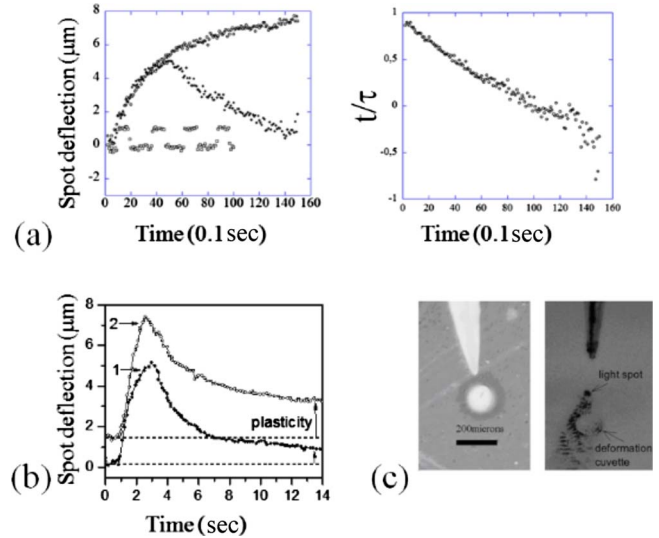 Spot deflection (µm)
8
6
4
2
0
-2
0 20 40 60 80 100 120 140 160
Time (0.1sec)
(a)
t/τ
1
0,5
0
-0,5
-1
0 20 40 60 80 100 120 140 160
Time (0.1sec)
Spot deflection (µm)
8
6
4
2
0
2
1
plasticity
0 2 4 6 8 10 12 14
Time (sec)
(b)
200microns
light spot
deformation
cuvette
(c)